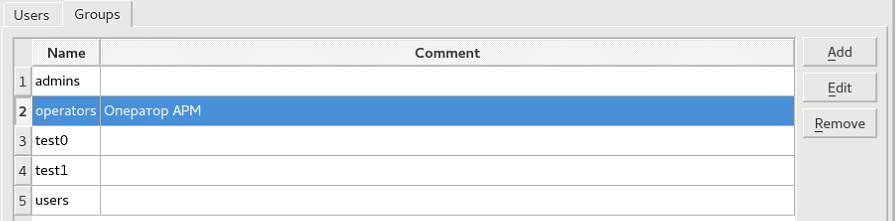 Users Groups
Name Comment
1 admins
2 operators Оператор АРМ
3 test0
4 test1
5 users
Add
Edit
Remove